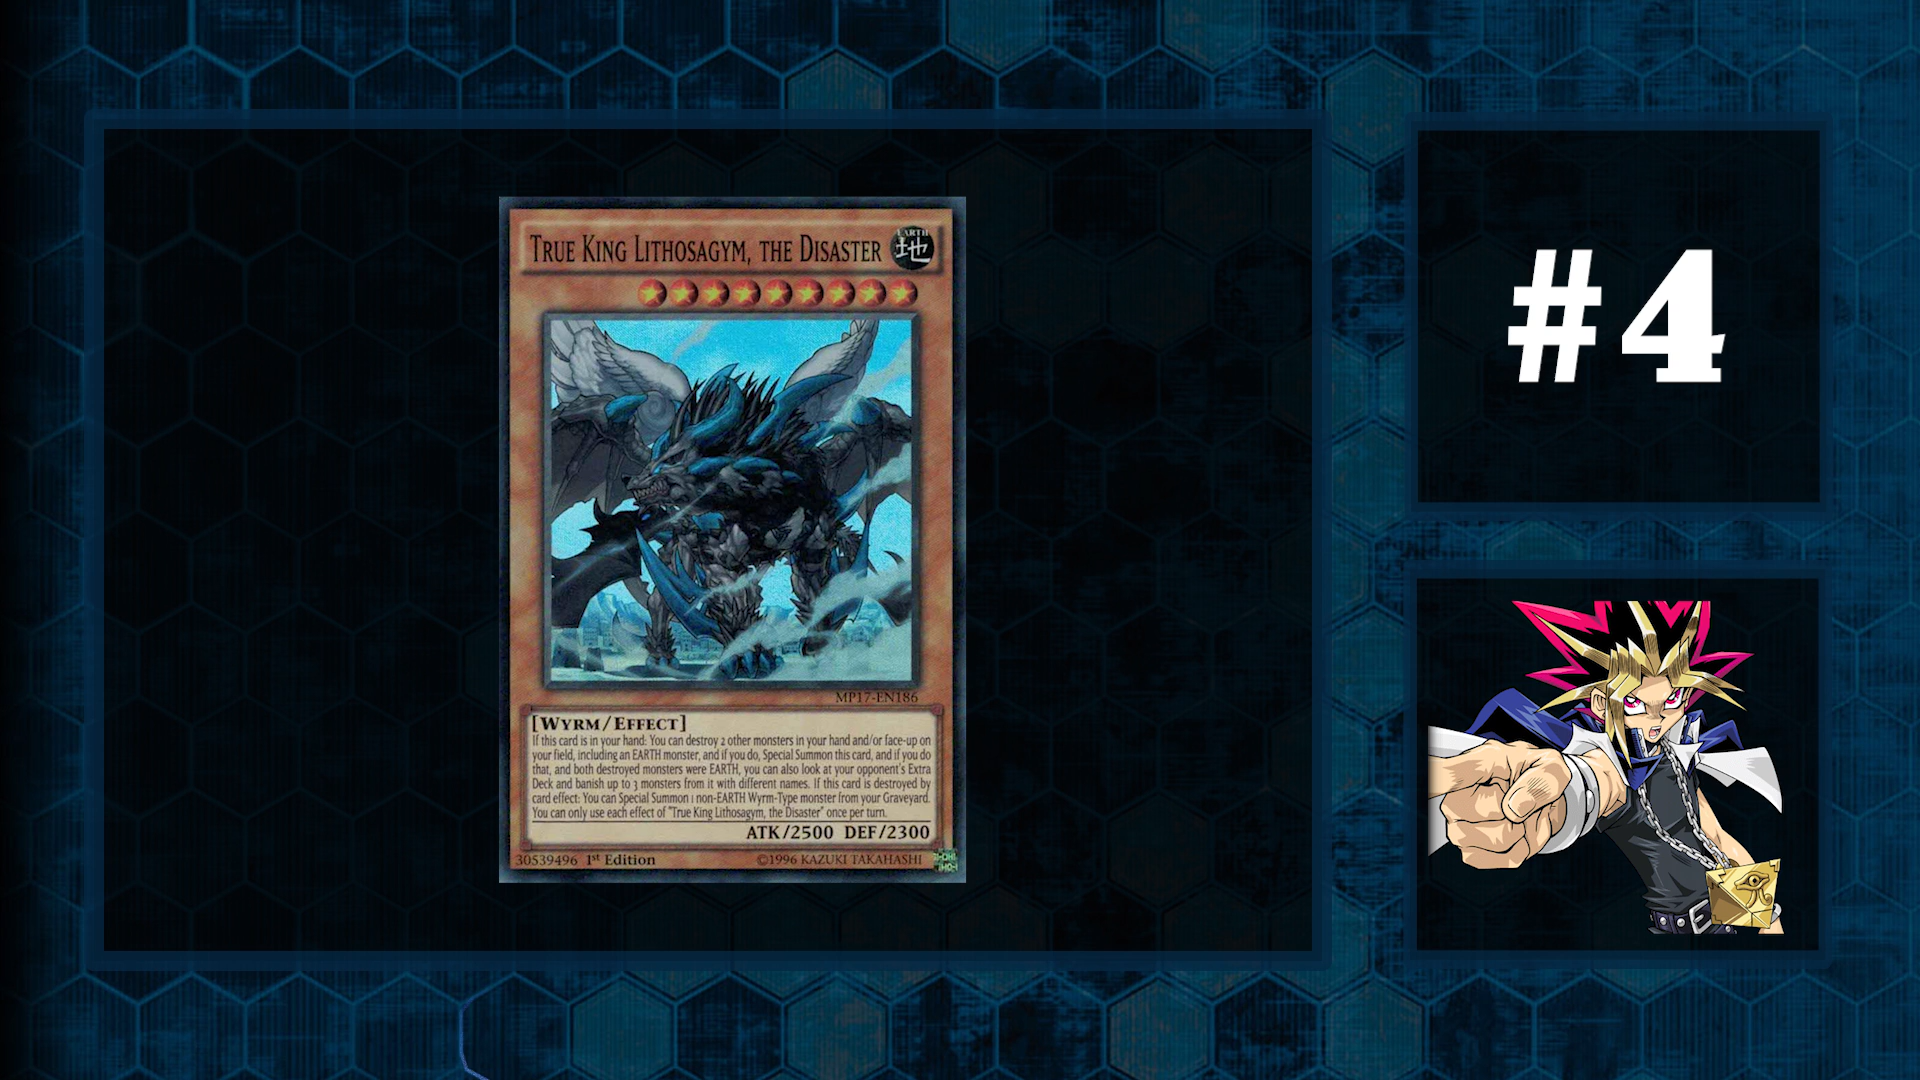 TRUE KING LITHOSAGYM, THE DISASTER
EARTH
地
MP17-EN186
[WYRM/EFFECT]
If this card is in your hand: You can destroy 2 other monsters in your hand and/or face-up on
your field, including an EARTH monster, and if you do, Special Summon this card, and if you do
that, and both destroyed monsters were EARTH, you can also look at your opponent's Extra
Deck and banish up to 3 monsters from it with different names. If this card is destroyed by
card effect: You can Special Summon 1 non-EARTH Wyrm-Type monster from your Graveyard.
You can only use each effect of "True King Lithosagym, the Disaster" once per turn.
ATK/2500 DEF/2300
30539496 1st Edition
©1996 KAZUKI TAKAHASHI
#4